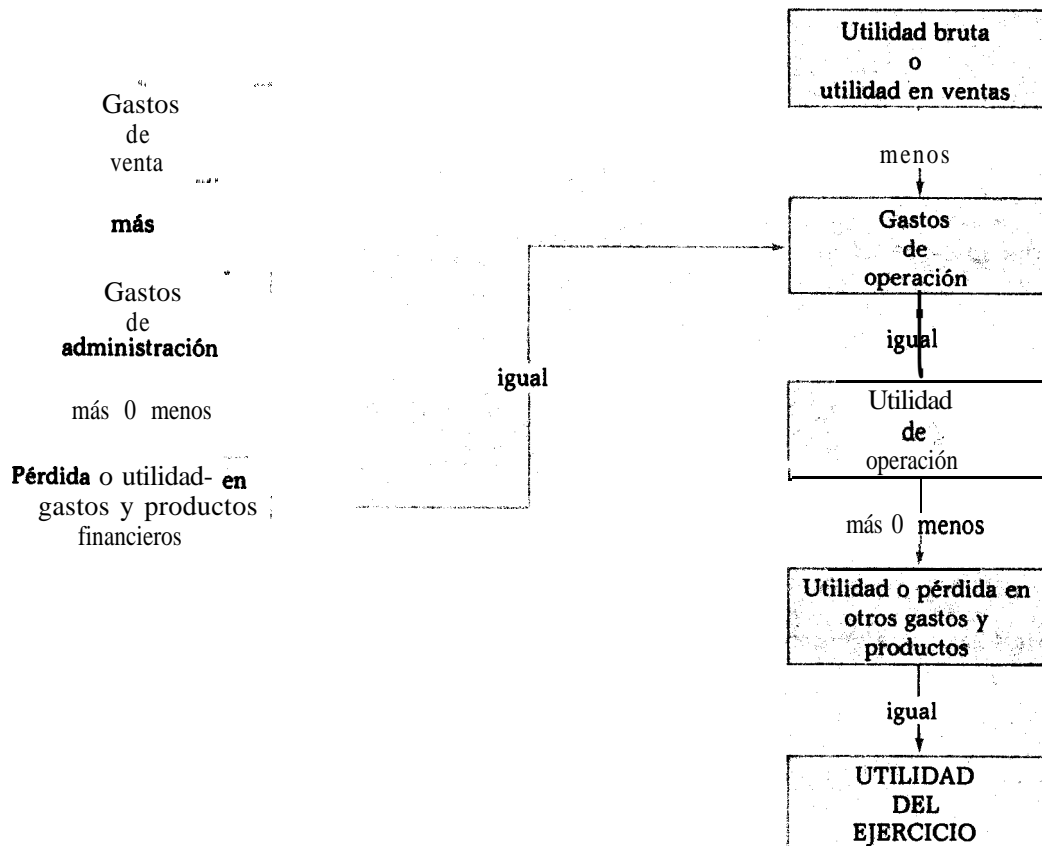 Gastos
de
venta
más
Gastos
de
administración
más 0 menos
Pérdida o utilidad- en
gastos y productos
financieros
igual
Utilidad bruta
o
utilidad en ventas
menos
Gastos
de
operación
igual
Utilidad
de
operación
más 0 menos
Utilidad o pérdida en
otros gastos y
productos
igual
UTILIDAD
DEL
EJERCICIO